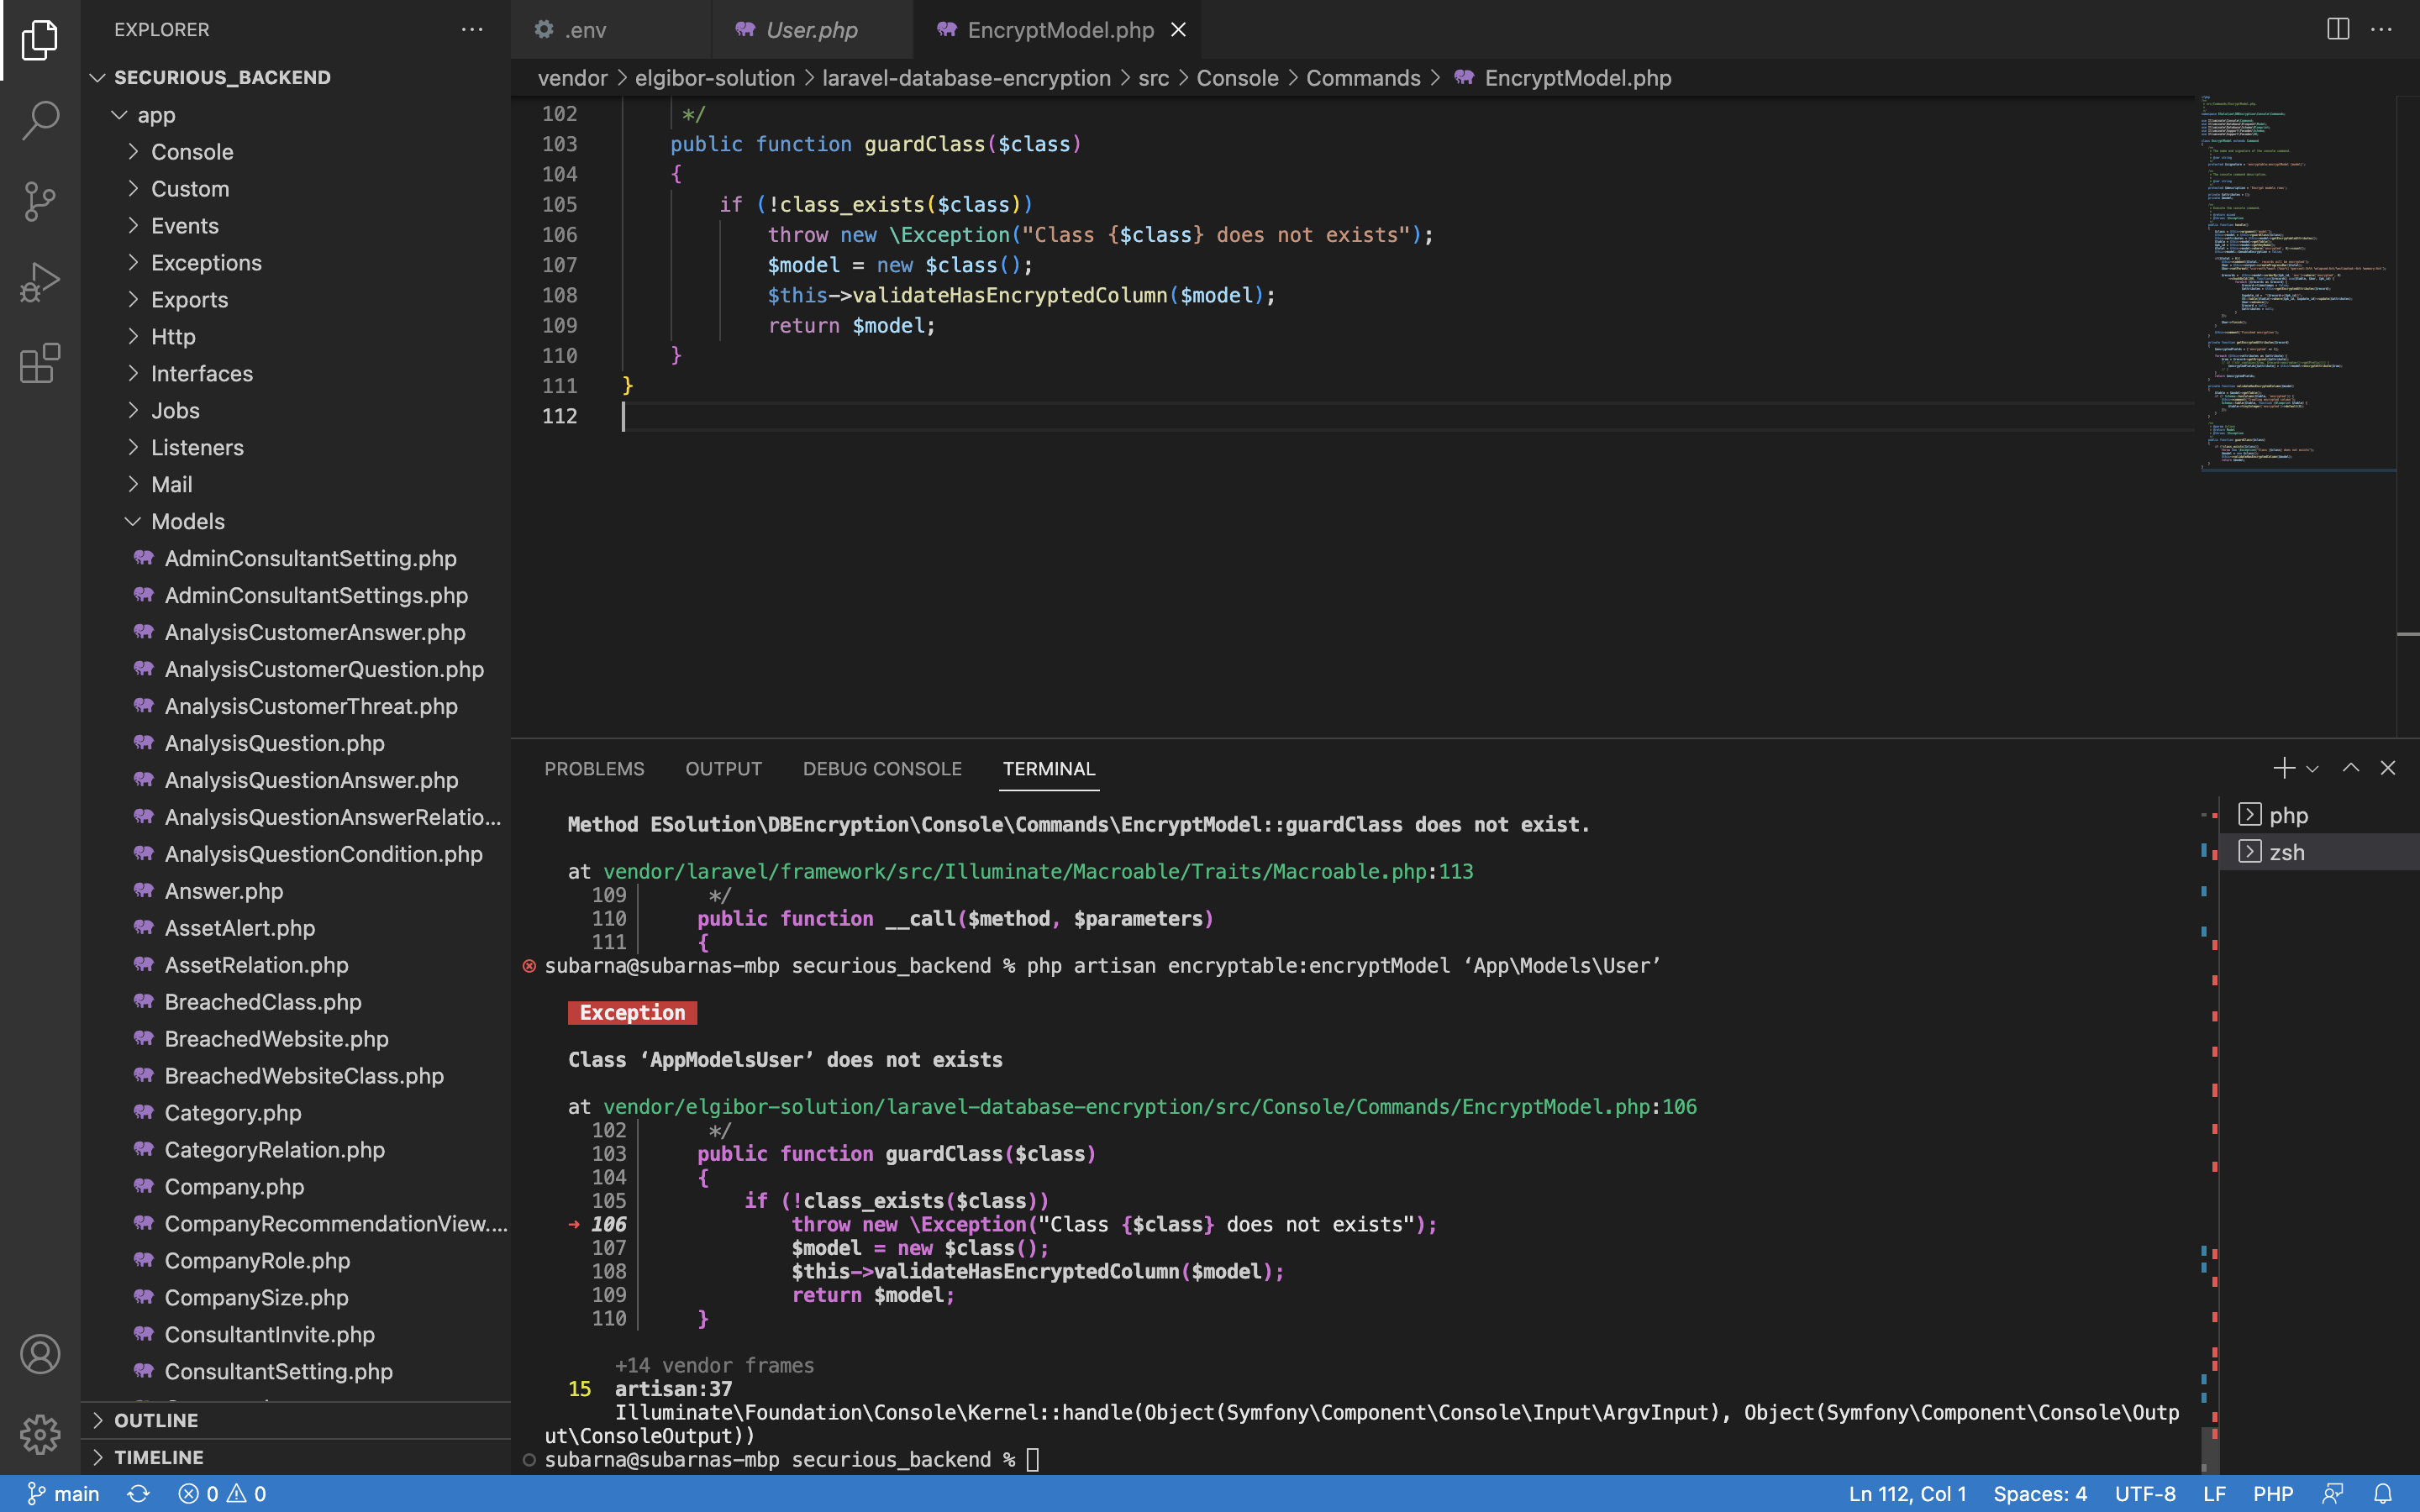 EXPLORER
SECURIOUS_BACKEND
app
Console
Custom
Events
Exceptions
Exports
Http
Interfaces
Jobs
Listeners
Mail
Models
AdminConsultantSetting.php
AdminConsultantSettings.php
AnalysisCustomerAnswer.php
AnalysisCustomerQuestion.php
AnalysisCustomerThreat.php
AnalysisQuestion.php
AnalysisQuestionAnswer.php
AnalysisQuestionAnswerRelatio...
AnalysisQuestionCondition.php
Answer.php
AssetAlert.php
AssetRelation.php
BreachedClass.php
BreachedWebsite.php
BreachedWebsiteClass.php
Category.php
CategoryRelation.php
Company.php
CompanyRecommendationView....
CompanyRole.php
CompanySize.php
ConsultantInvite.php
ConsultantSetting.php
OUTLINE
TIMELINE
.env
User.php
EncryptModel.php
vendor > elgibor-solution > laravel-database-encryption > src > Console > Commands > EncryptModel.php
102 */
103 public function guardClass($class)
104 {
105 if (!class_exists($class))
106 throw new \Exception("Class {$class} does not exists");
107 $model = new $class();
108 $this->validateHasEncryptedColumn($model);
109 return $model;
110 }
111 }
112
PROBLEMS OUTPUT DEBUG CONSOLE TERMINAL
Method ESolution\DBEncryption\Console\Commands\EncryptModel::guardClass does not exist.
at vendor/laravel/framework/src/Illuminate/Macroable/Traits/Macroable.php:113
109 */
110 public function __call($method, $parameters)
111 {
subarna@subarnas-mbp securious_backend % php artisan encryptable:encryptModel ‘App\Models\User’
Exception
Class ‘AppModelsUser’ does not exists
at vendor/elgibor-solution/laravel-database-encryption/src/Console/Commands/EncryptModel.php:106
102 */
103 public function guardClass($class)
104 {
105 if (!class_exists($class))
➜ 106 throw new \Exception("Class {$class} does not exists");
107 $model = new $class();
108 $this->validateHasEncryptedColumn($model);
109 return $model;
110 }
+14 vendor frames
15 artisan:37
Illuminate\Foundation\Console\Kernel::handle(Object(Symfony\Component\Console\Input\ArgvInput), Object(Symfony\Component\Console\Outp
ut\ConsoleOutput))
subarna@subarnas-mbp securious_backend %
php
zsh
main 0 0 Ln 112, Col 1 Spaces: 4 UTF-8 LF PHP